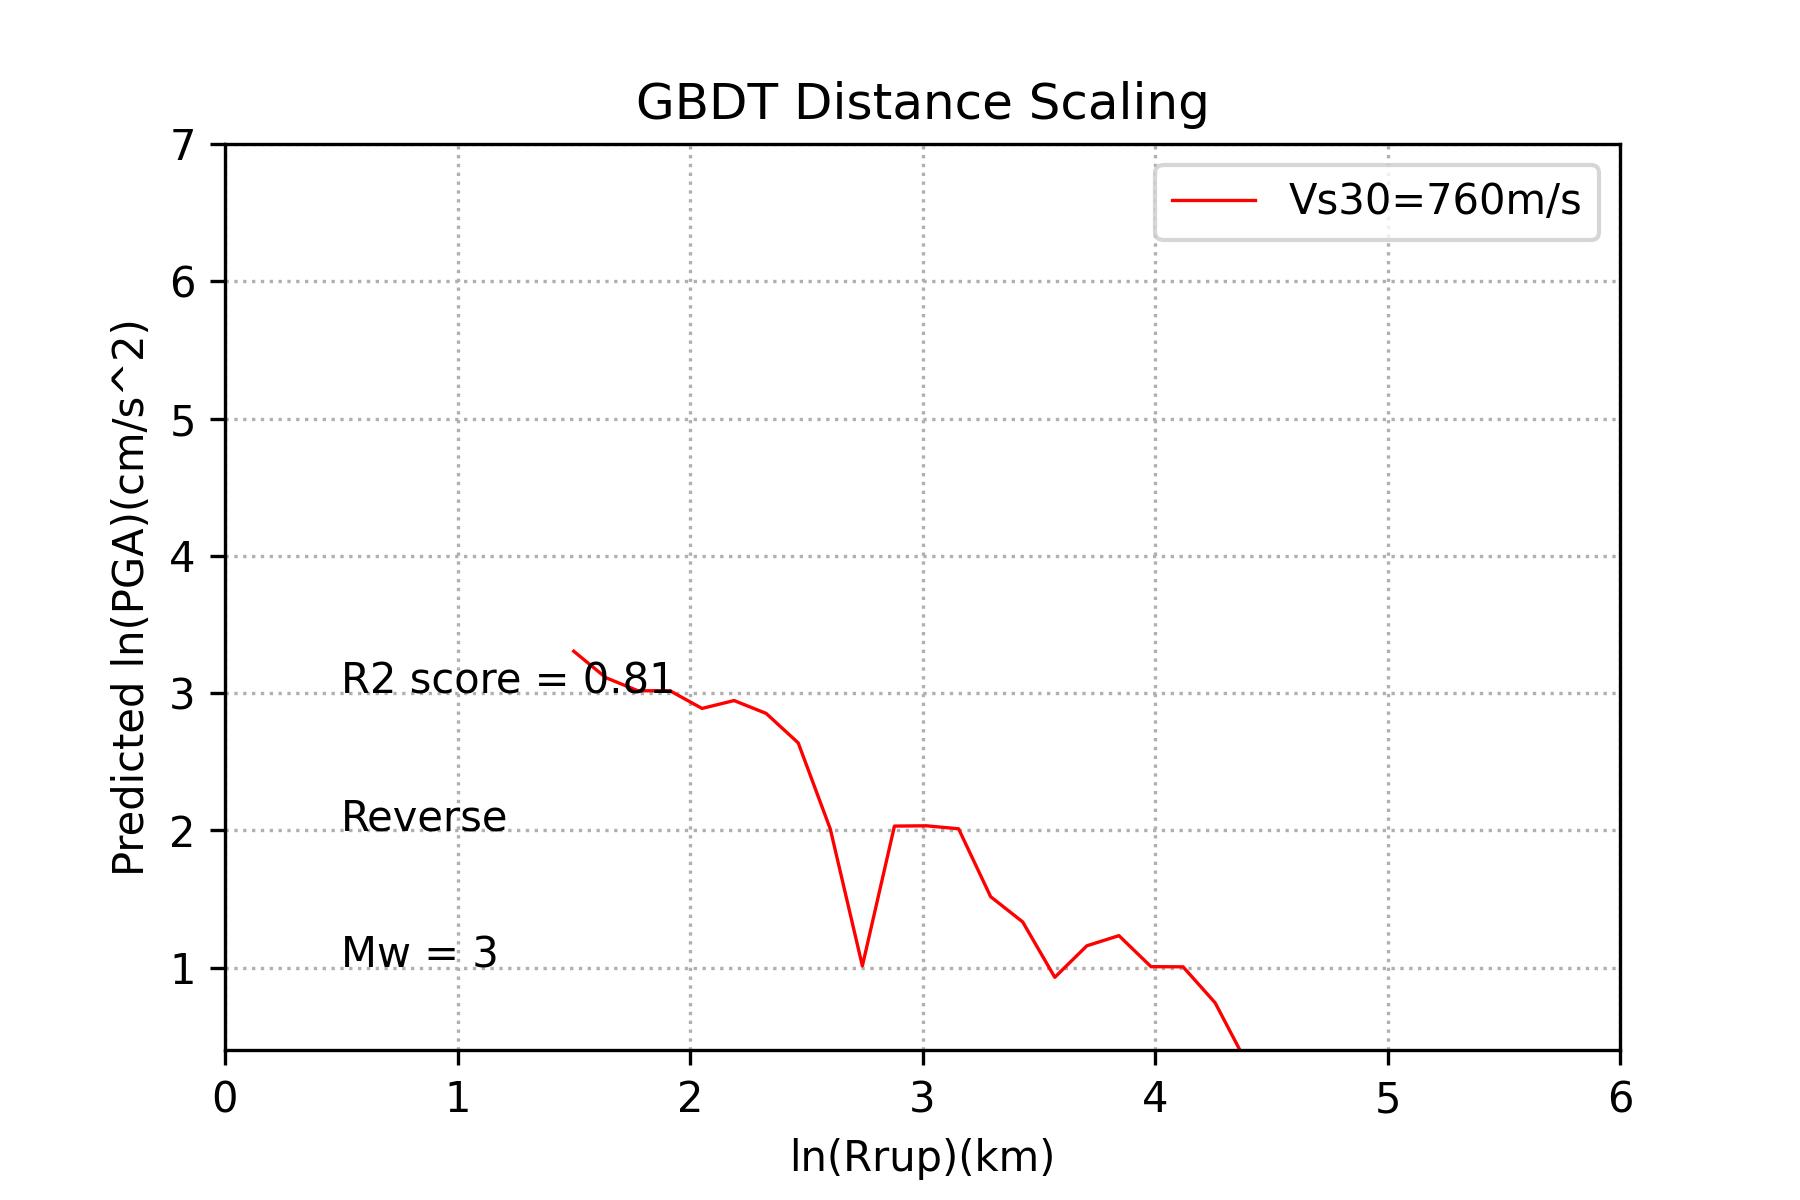 GBDT Distance Scaling
7
6
5
4
3
2
1
Predicted ln(PGA)(cm/s^2)
Vs30=760m/s
R2 score = 0.81
Reverse
Mw = 3
0 1 2 3 4 5 6
ln(Rrup)(km)